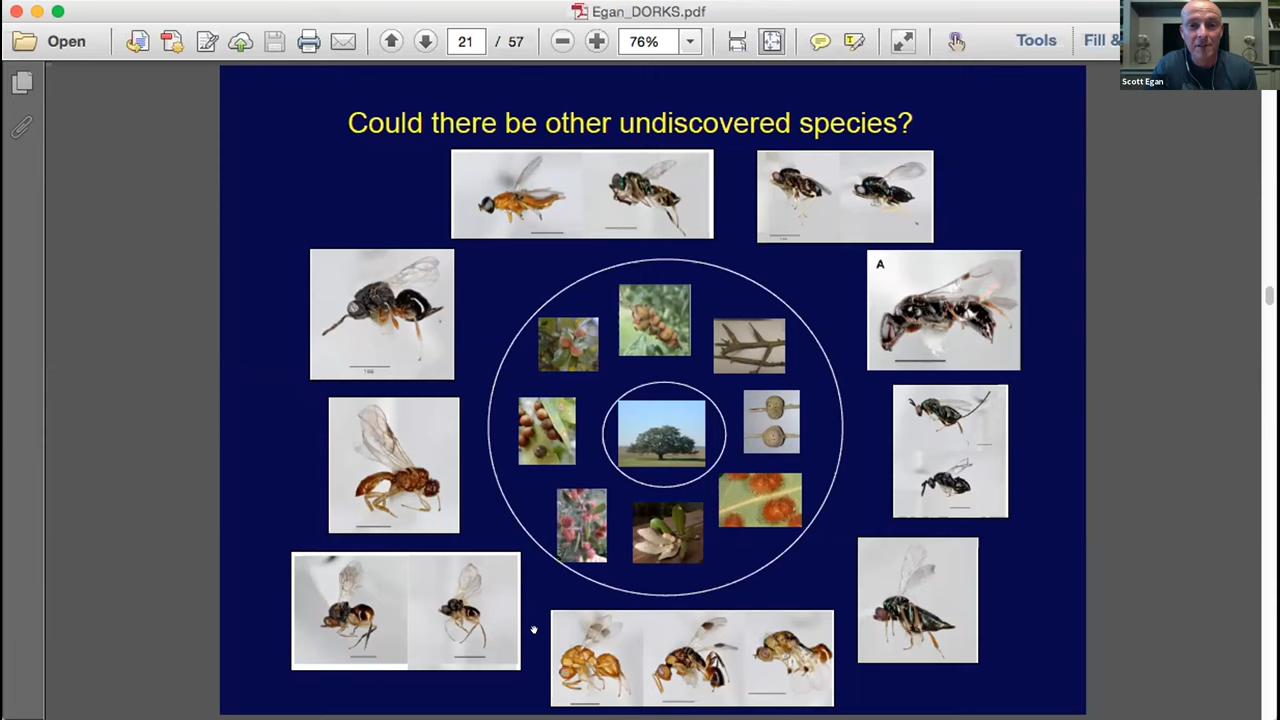 Egan_DORKS.pdf
Open
21 / 57
76%
Tools
Fill &
Scott Egan
Could there be other undiscovered species?
A